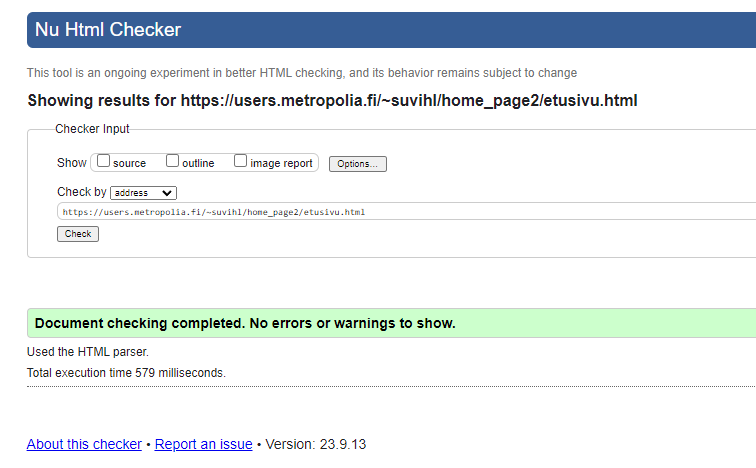 Nu Html Checker
This tool is an ongoing experiment in better HTML checking, and its behavior remains subject to change
Showing results for https://users.metropolia.fi/~suvihl/home_page2/etusivu.html
Checker Input
Show source outline image report Options...
Check by address
https://users.metropolia.fi/~suvihl/home_page2/etusivu.html
Check
Document checking completed. No errors or warnings to show.
Used the HTML parser.
Total execution time 579 milliseconds.
About this checker • Report an issue • Version: 23.9.13